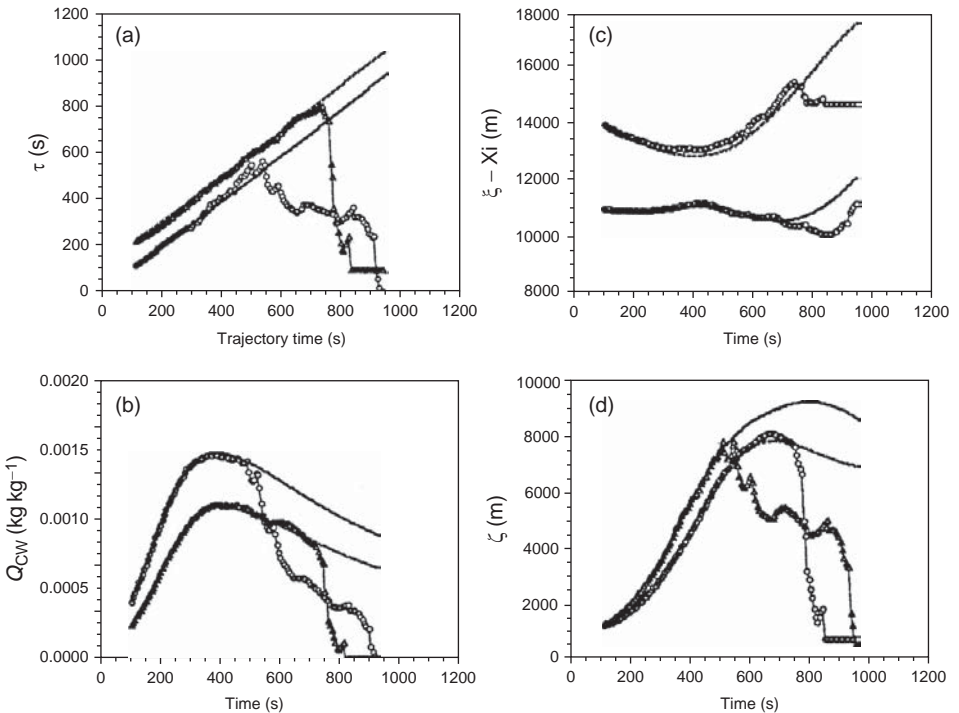 (a)
1200
1000
800
600
400
200
0
τ (s)
0 200 400 600 800 1000 1200
Trajectory time (s)
(c)
18000
16000
14000
12000
10000
8000
ξ – Xi (m)
0 200 400 600 800 1000 1200
Time (s)
(b)
0.0020
0.0015
0.0010
0.0005
0.0000
QCW (kg kg−1)
0 200 400 600 800 1000 1200
Time (s)
(d)
10000
8000
6000
4000
2000
0
ζ (m)
0 200 400 600 800 1000 1200
Time (s)